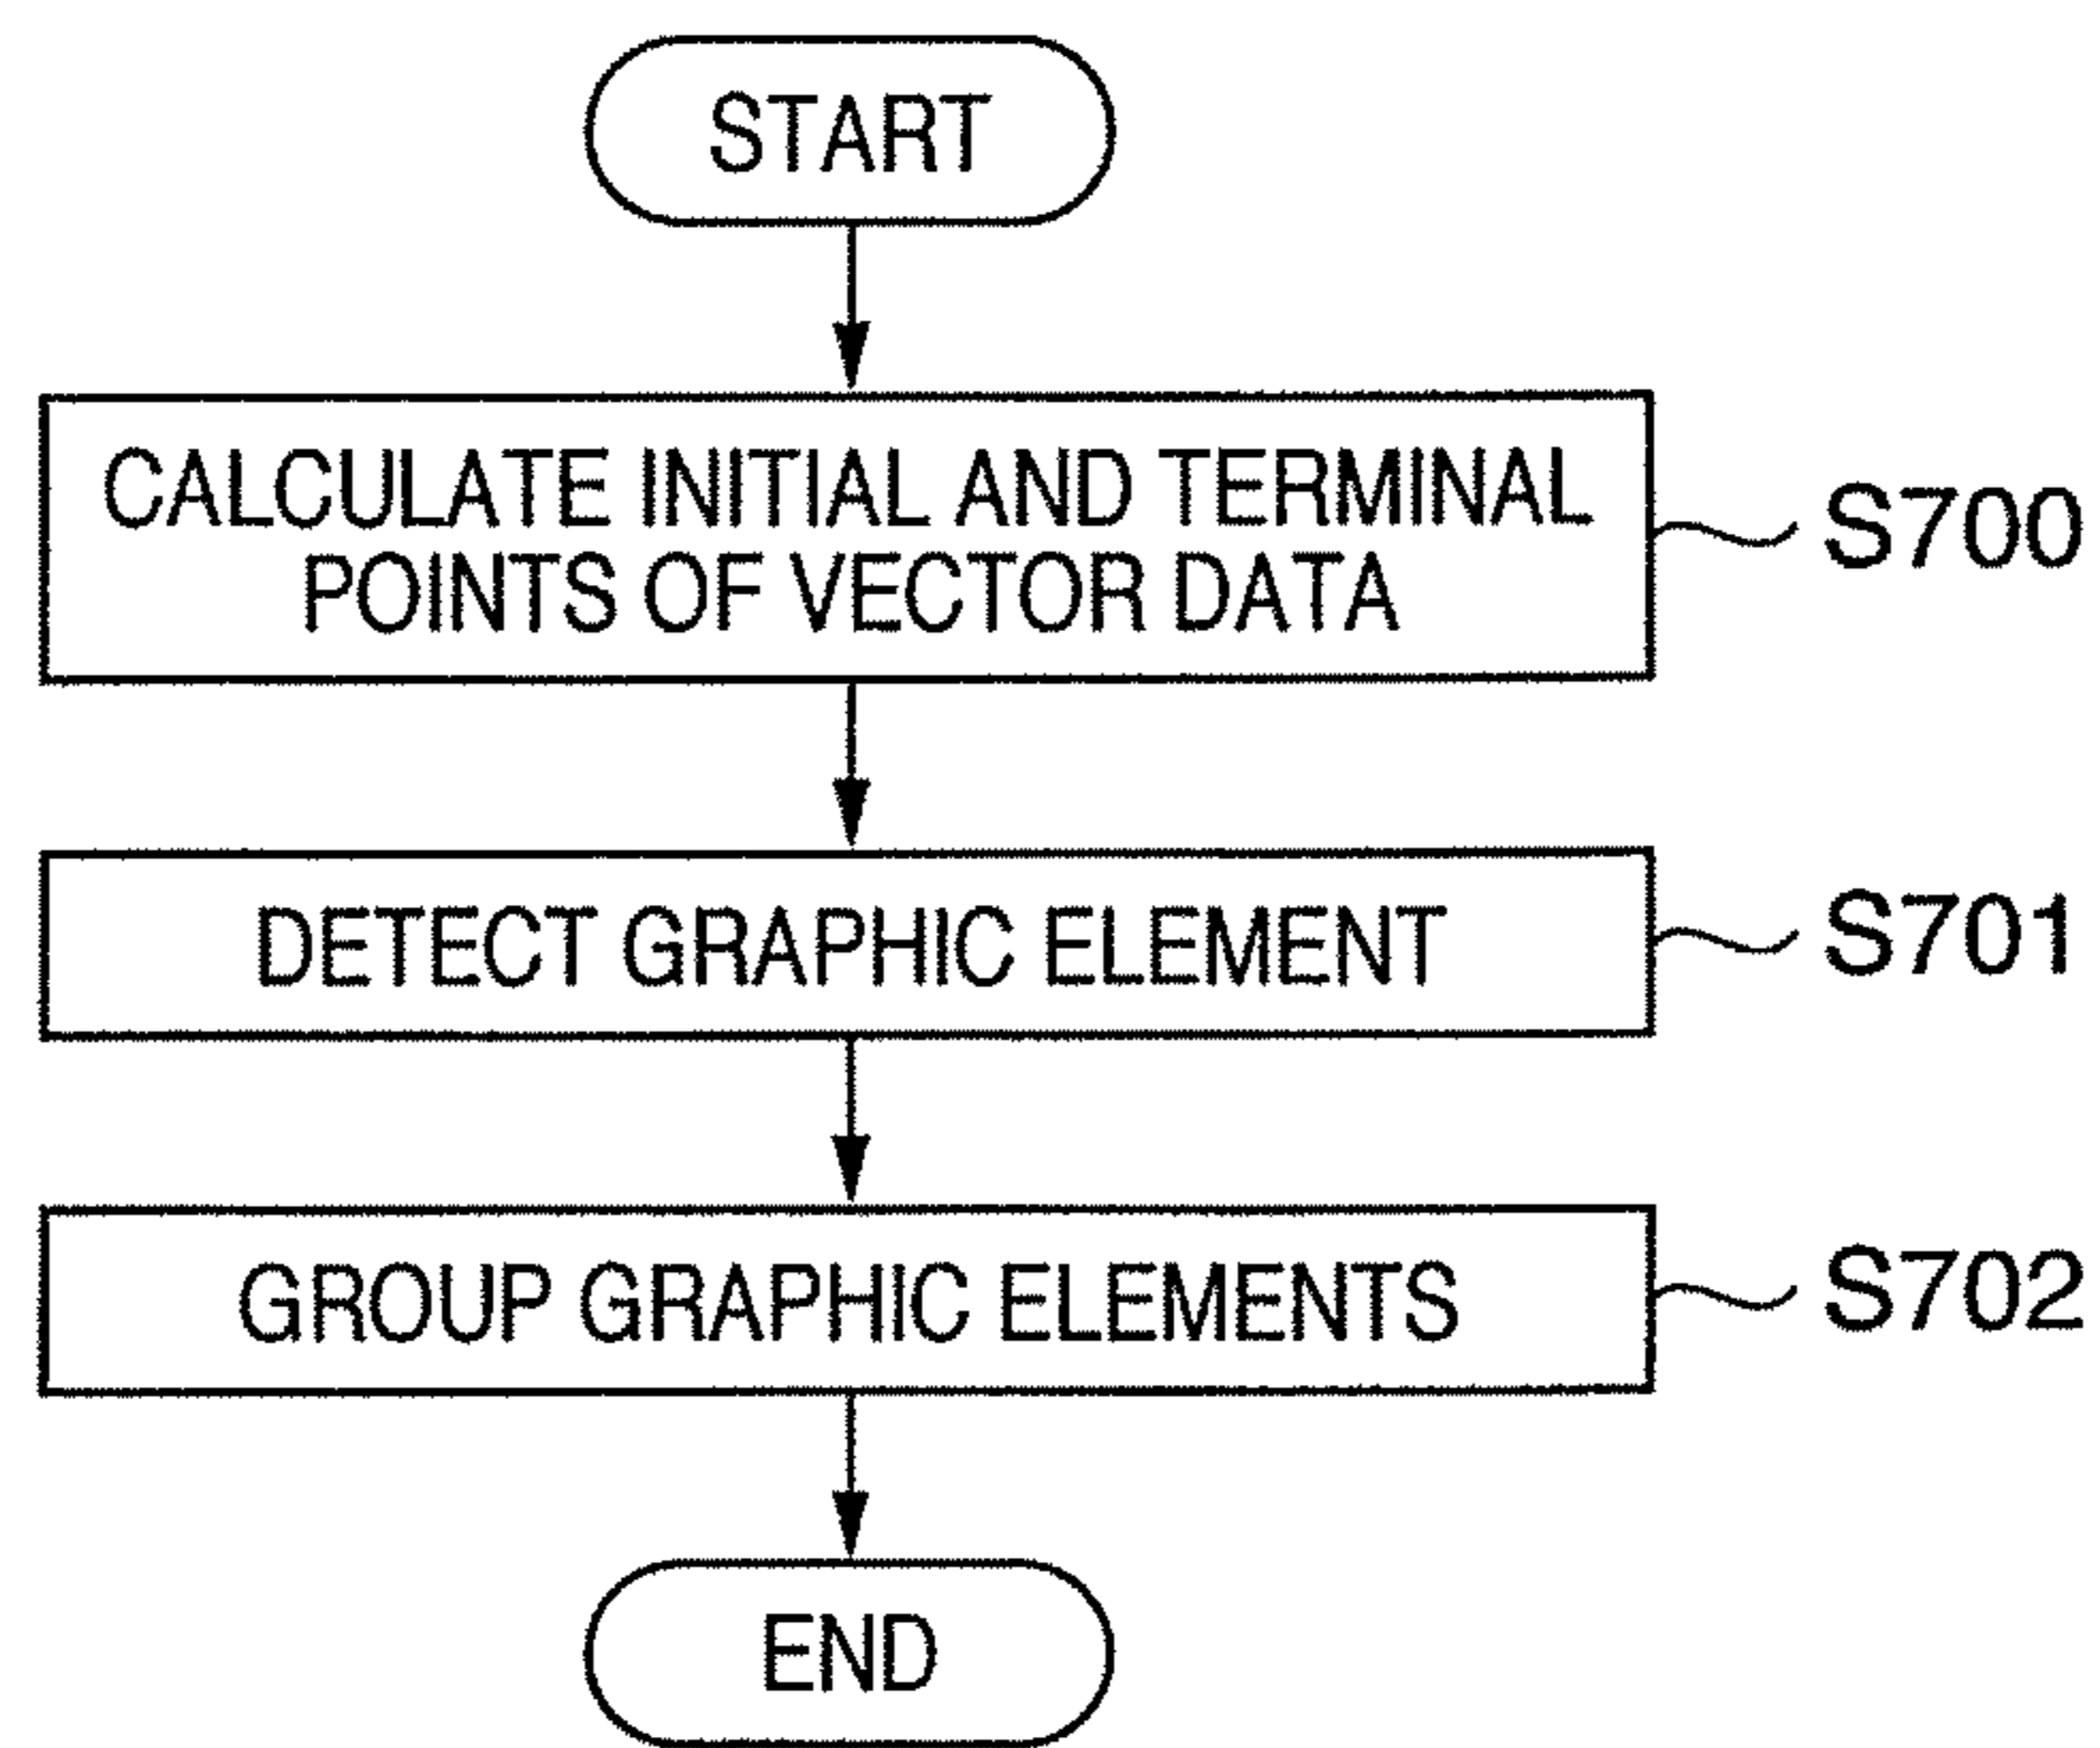 START
CALCULATE INITIAL AND TERMINAL
POINTS OF VECTOR DATA
S700
DETECT GRAPHIC ELEMENT
S701
GROUP GRAPHIC ELEMENTS
S702
END